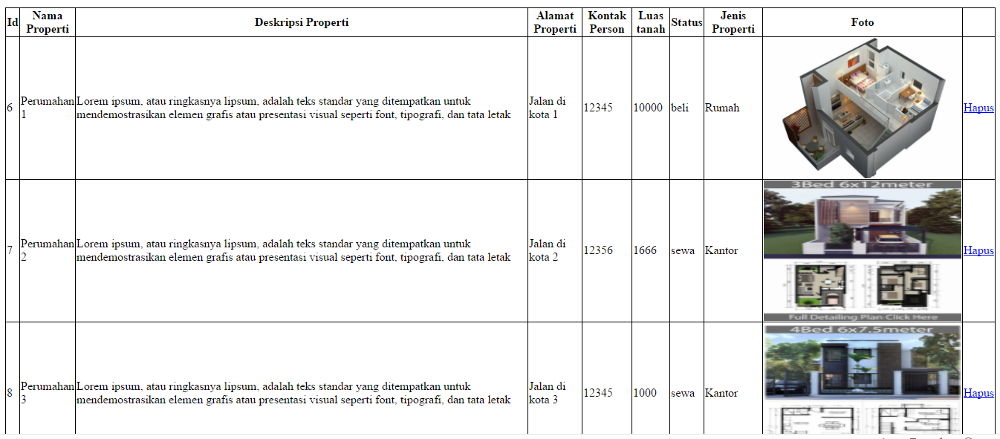 Id
Nama Properti
Deskripsi Properti
Alamat Properti
Kontak Person
Luas tanah
Status
Jenis Properti
Foto
6
Perumahan 1
Lorem ipsum, atau ringkasnya lipsum, adalah teks standar yang ditempatkan untuk
mendemostrasikan elemen grafis atau presentasi visual seperti font, tipografi, dan tata letak
Jalan di kota 1
12345
10000
beli
Rumah
Hapus
7
Perumahan 2
Lorem ipsum, atau ringkasnya lipsum, adalah teks standar yang ditempatkan untuk
mendemostrasikan elemen grafis atau presentasi visual seperti font, tipografi, dan tata letak
Jalan di kota 2
12356
1666
sewa
Kantor
3Bed 6x12meter
Full Detailing Plan Click Here
Hapus
8
Perumahan 3
Lorem ipsum, atau ringkasnya lipsum, adalah teks standar yang ditempatkan untuk
mendemostrasikan elemen grafis atau presentasi visual seperti font, tipografi, dan tata letak
Jalan di kota 3
12345
1000
sewa
Kantor
4Bed 6x7.5meter
Hapus